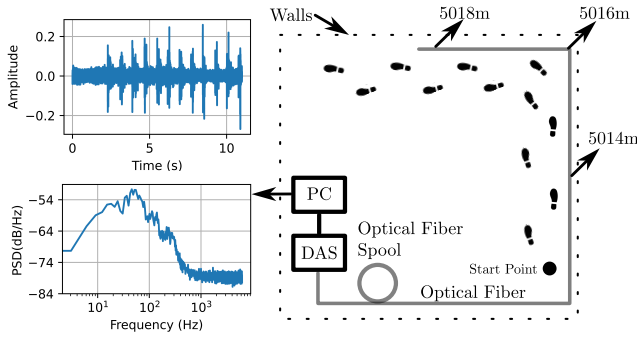 Amplitude
0.2
0.0
−0.2
0
5
10
Time (s)
PSD(dB/Hz)
−54
−64
−74
−84
10¹
10²
10³
Frequency (Hz)
Walls
5018m
5016m
5014m
PC
DAS
Optical Fiber
Spool
Start Point
Optical Fiber